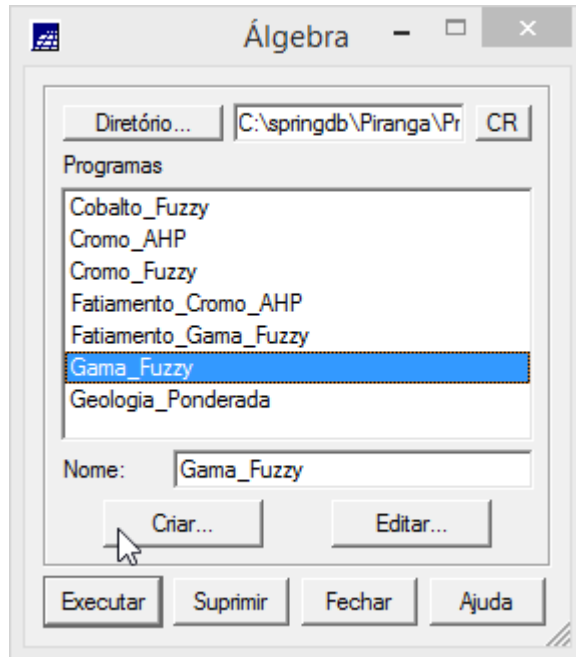 Álgebra
Diretório... C:\springdb\Piranga\Pr CR
Programas
Cobalto_Fuzzy
Cromo_AHP
Cromo_Fuzzy
Fatiamento_Cromo_AHP
Fatiamento_Gama_Fuzzy
Gama_Fuzzy
Geologia_Ponderada
Nome: Gama_Fuzzy
Criar... Editar...
Executar Suprimir Fechar Ajuda